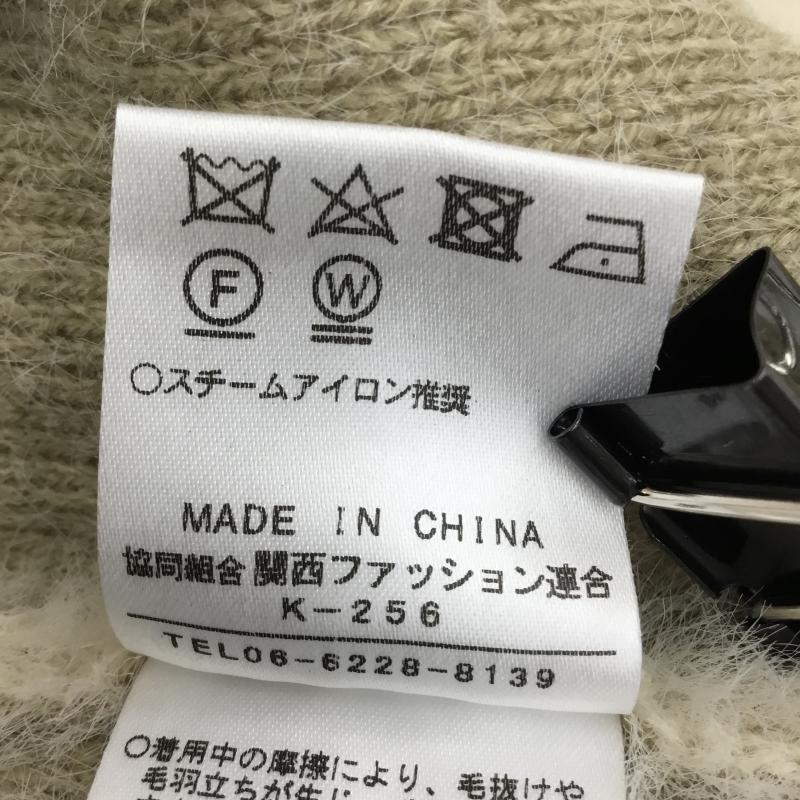 F W
○スチームアイロン推奨
MADE IN CHINA
協同組合 関西ファッション連合
K-256
TEL06-6228-8139
○着用中の摩擦により、毛抜けや
毛羽立ちが生じ